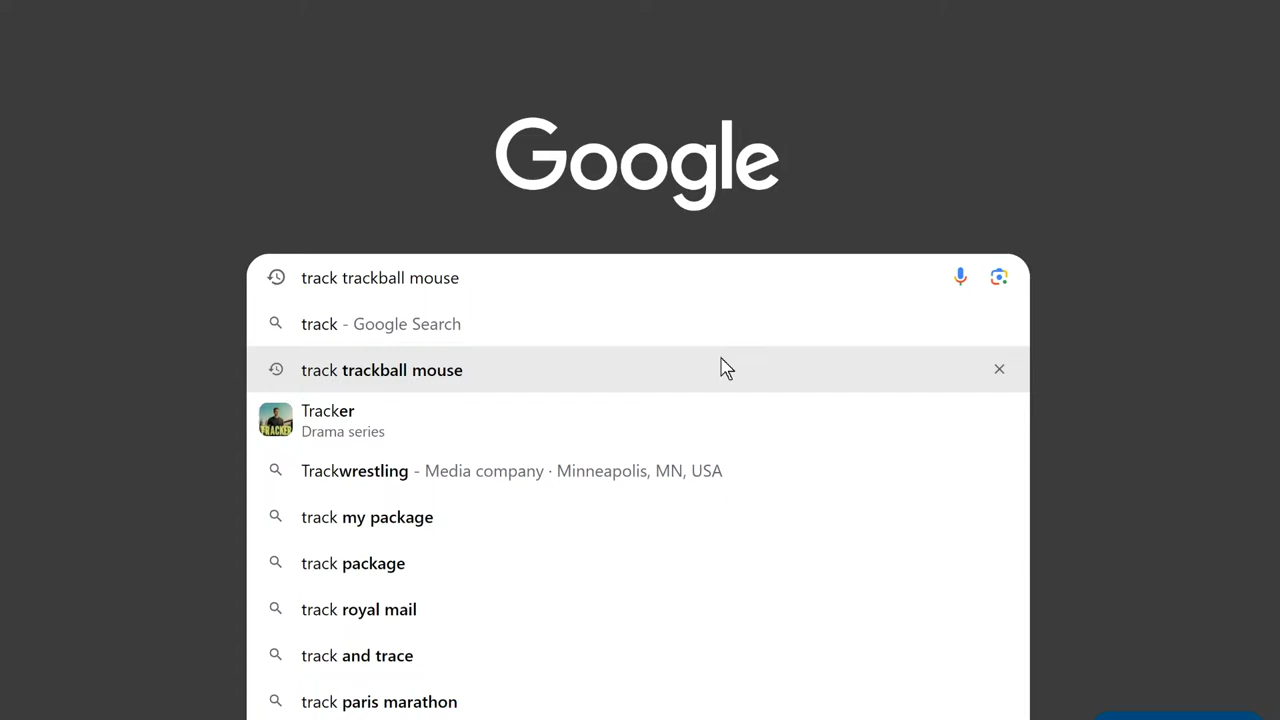 Google
track trackball mouse
track - Google Search
track trackball mouse
Tracker
Drama series
TRACKER
Trackwrestling - Media company · Minneapolis, MN, USA
track my package
track package
track royal mail
track and trace
track paris marathon